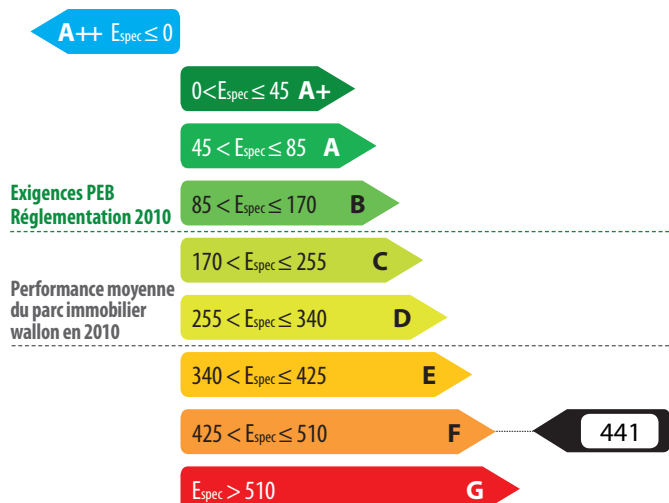 A++ Espec ≤ 0
0<Espec ≤ 45 A+
45 < Espec ≤ 85 A
Exigences PEB
Réglementation 2010
85 < Espec ≤ 170 B
170 < Espec ≤ 255 C
Performance moyenne
du parc immobilier
wallon en 2010
255 < Espec ≤ 340 D
340 < Espec ≤ 425 E
425 < Espec ≤ 510 F
441
Espec > 510 G